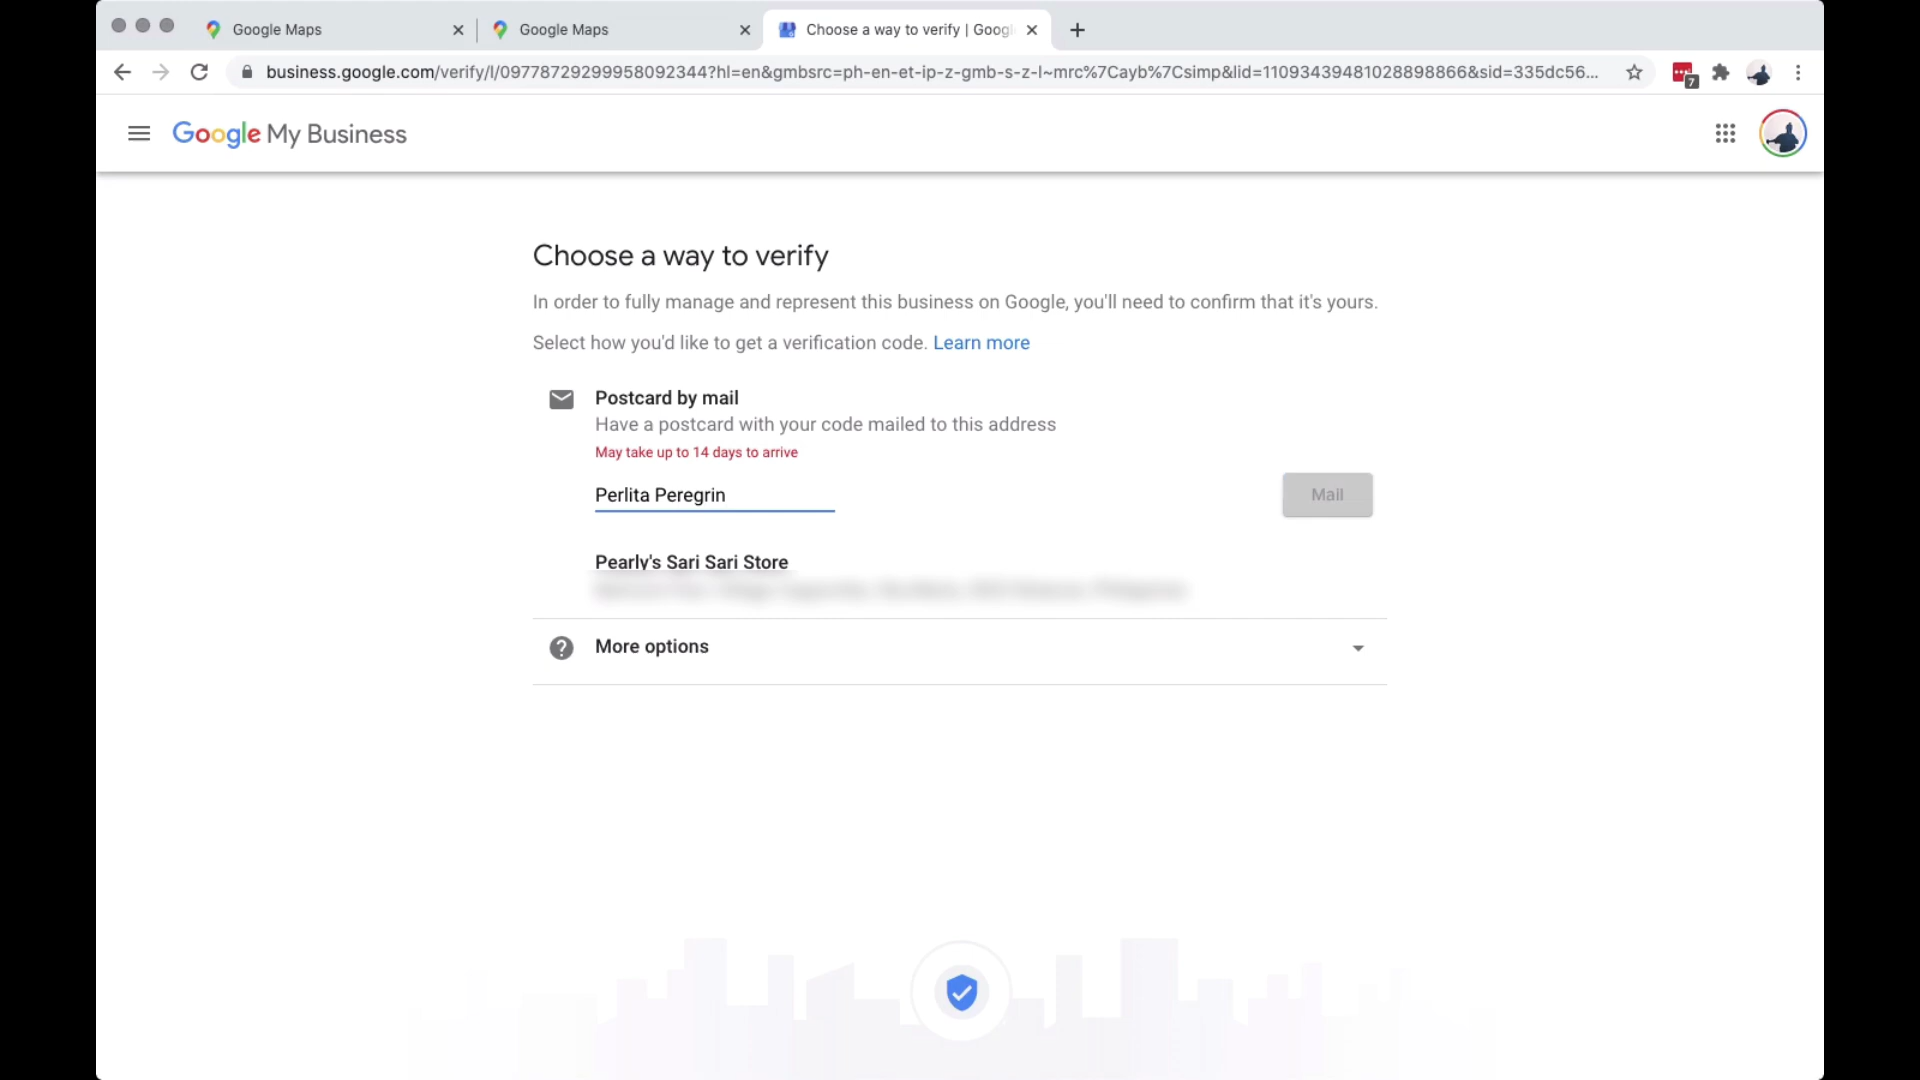 Google Maps
Google Maps
Choose a way to verify | Googl
business.google.com/verify/l/09778729299958092344?hl=en&gmbsrc=ph-en-et-ip-z-gmb-s-z-l~mrc%7Cayb%7Csimp&lid=11093439481028898866&sid=335dc56...
7
Google My Business
Choose a way to verify
In order to fully manage and represent this business on Google, you'll need to confirm that it's yours.
Select how you'd like to get a verification code. Learn more
Postcard by mail
Have a postcard with your code mailed to this address
May take up to 14 days to arrive
Perlita Peregrin
Mail
Pearly's Sari Sari Store
More options